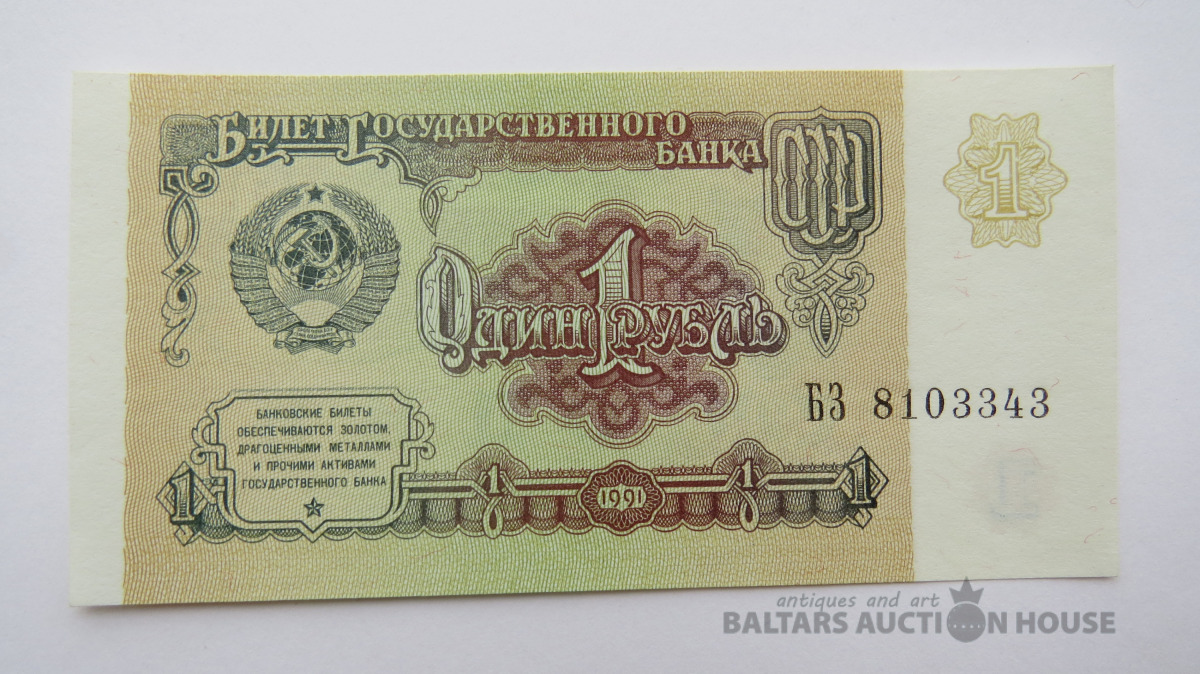 Билет Государственного
Банка
СССР
1
Один 1 рубль
БЗ 8103343
БАНКОВСКИЕ БИЛЕТЫ
ОБЕСПЕЧИВАЮТСЯ ЗОЛОТОМ,
ДРАГОЦЕННЫМИ МЕТАЛЛАМИ
И ПРОЧИМИ АКТИВАМИ
ГОСУДАРСТВЕННОГО БАНКА
1 1 1991 1 1
antiques and art
BALTARS AUCTION HOUSE